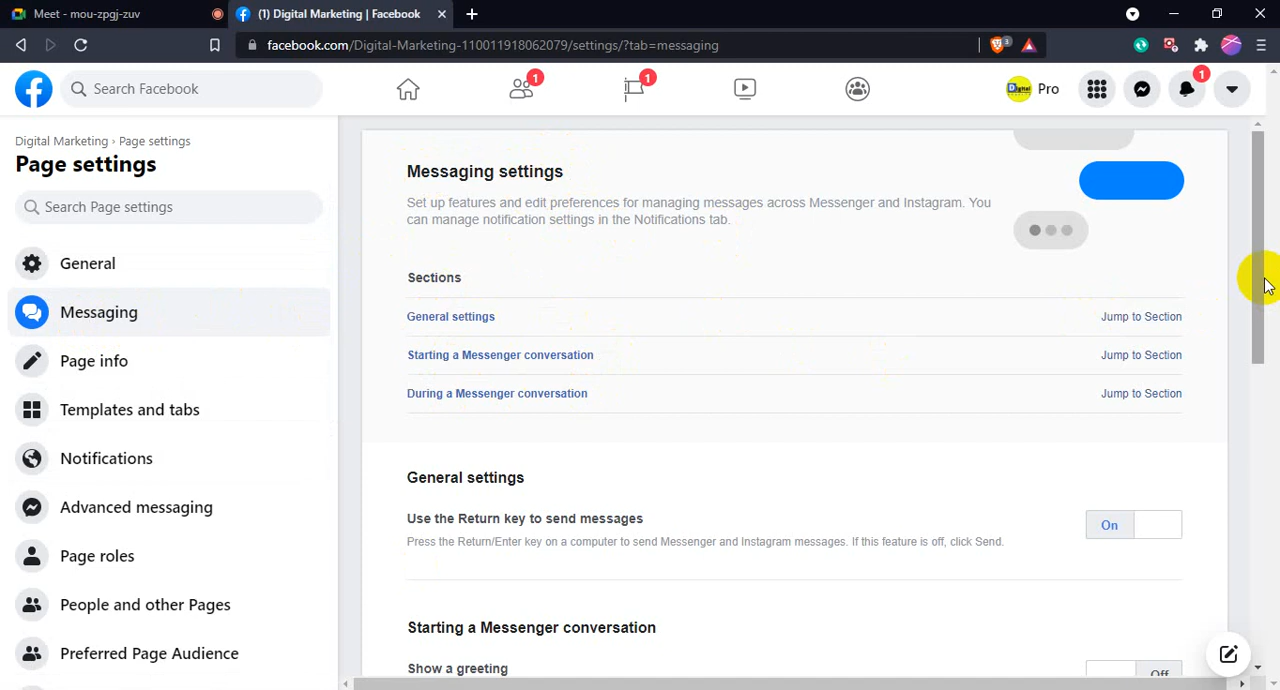 Meet - mou-zpgj-zuv
(1) Digital Marketing | Facebook
facebook.com/Digital-Marketing-110011918062079/settings/?tab=messaging
3
Search Facebook
1
1
Digital
Pro
1
Digital Marketing › Page settings
Page settings
Search Page settings
General
Messaging
Page info
Templates and tabs
Notifications
Advanced messaging
Page roles
People and other Pages
Preferred Page Audience
Messaging settings
Set up features and edit preferences for managing messages across Messenger and Instagram. You
can manage notification settings in the Notifications tab.
Sections
General settings
Jump to Section
Starting a Messenger conversation
Jump to Section
During a Messenger conversation
Jump to Section
General settings
Use the Return key to send messages
Press the Return/Enter key on a computer to send Messenger and Instagram messages. If this feature is off, click Send.
On
Starting a Messenger conversation
Show a greeting
Off